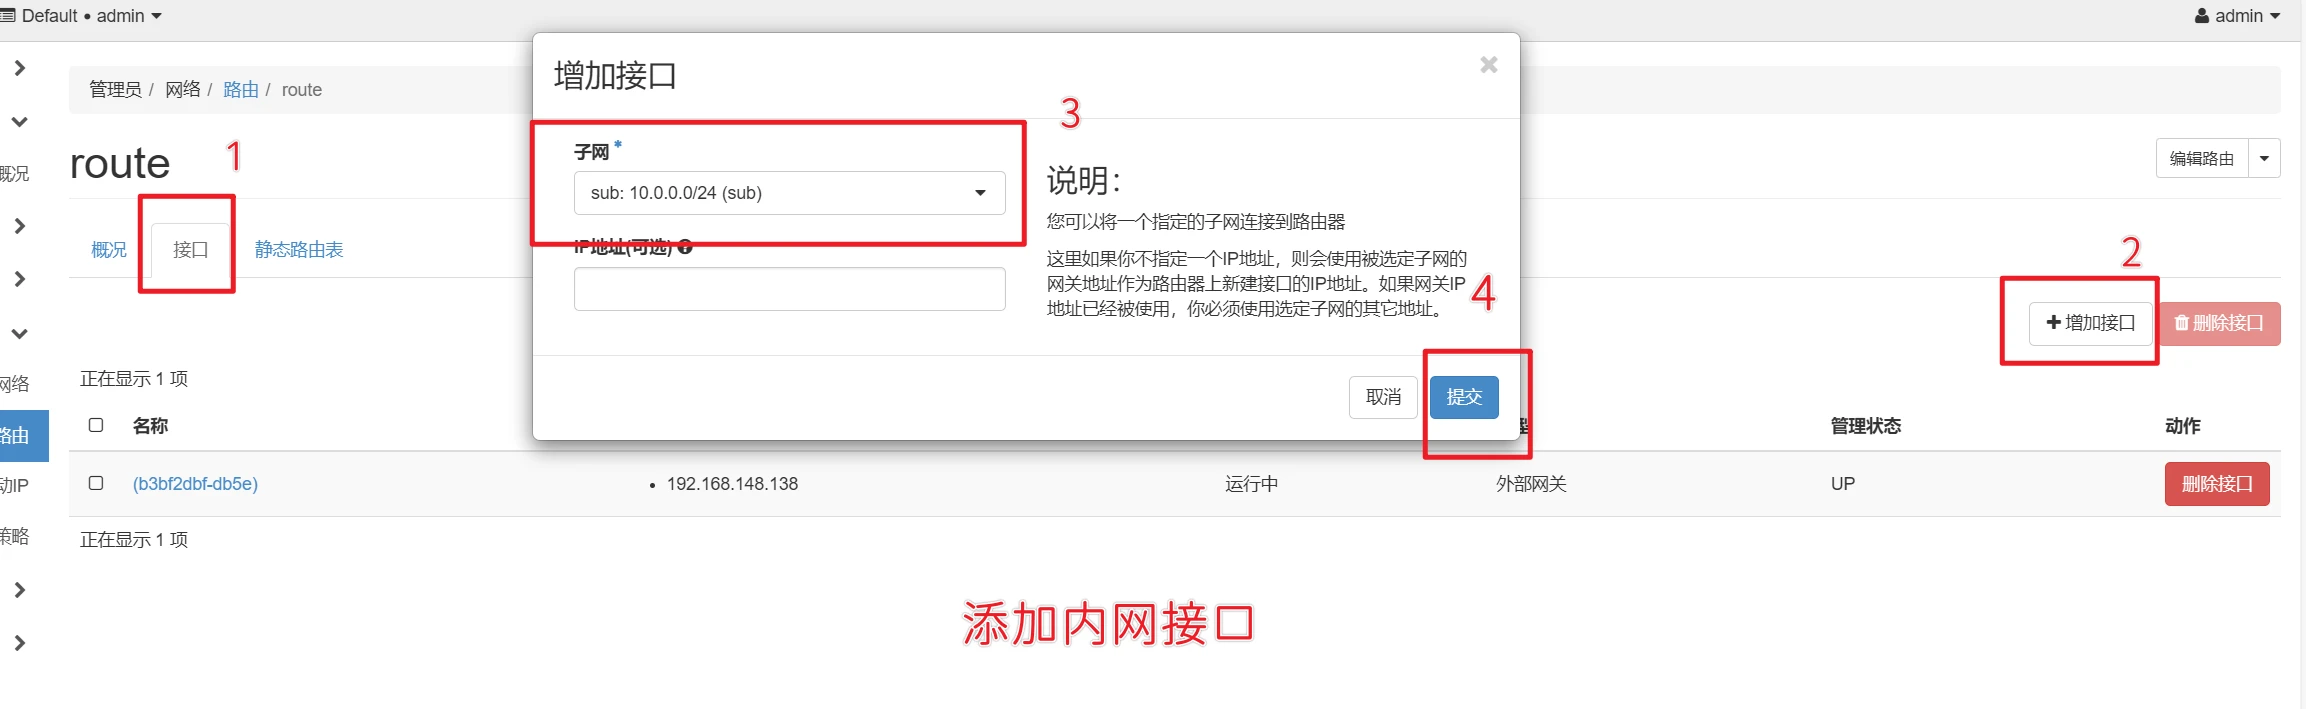 Default • admin
admin
管理员 / 网络 / 路由 / route
增加接口
3
子网 *
sub: 10.0.0.0/24 (sub)
IP地址(可选)
说明：
您可以将一个指定的子网连接到路由器
这里如果你不指定一个IP地址，则会使用被选定子网的
网关地址作为路由器上新建接口的IP地址。如果网关IP
地址已经被使用，你必须使用选定子网的其它地址。
4
取消
提交
route
1
编辑路由
概况
概况
接口
静态路由表
2
增加接口
删除接口
正在显示 1 项
网络
名称
型
管理状态
动作
路由
(b3bf2dbf-db5e)
• 192.168.148.138
运行中
外部网关
UP
删除接口
动IP
策略
正在显示 1 项
添加内网接口